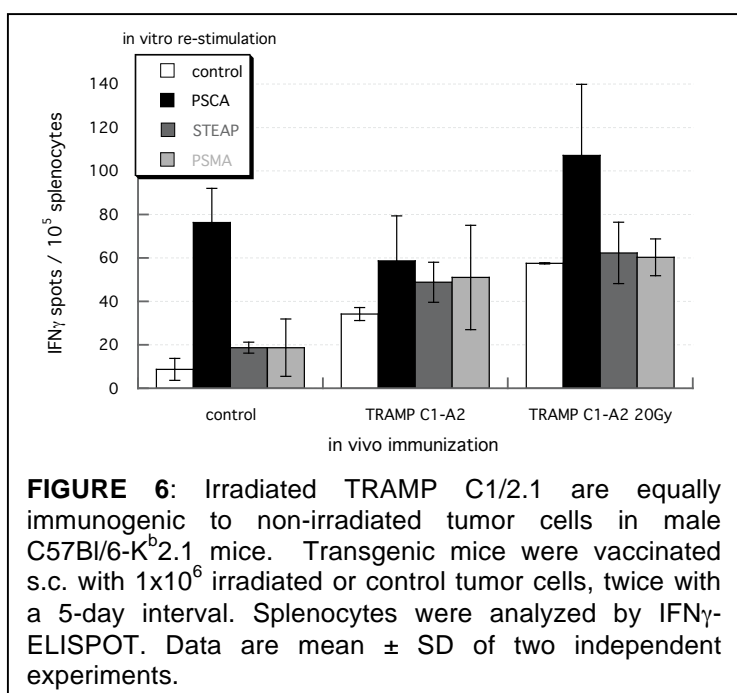 in vitro re-stimulation
control
PSCA
STEAP
PSMA
140
120
100
80
60
40
20
0
IFNγ spots / 10⁵ splenocytes
control TRAMP C1-A2 TRAMP C1-A2 20Gy
in vivo immunization
FIGURE 6: Irradiated TRAMP C1/2.1 are equally
immunogenic to non-irradiated tumor cells in male
C57Bl/6-Kᵇ2.1 mice. Transgenic mice were vaccinated
s.c. with 1x10⁶ irradiated or control tumor cells, twice with
a 5-day interval. Splenocytes were analyzed by IFNγ-
ELISPOT. Data are mean ± SD of two independent
experiments.